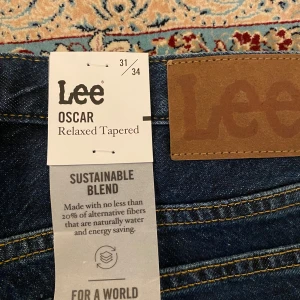 31/34
Lee
OSCAR
Relaxed Tapered
Lee
SUSTAINABLE
BLEND
Made with no less than
20% of alternative fibers
that are naturally water
and energy saving.
FOR A WORLD